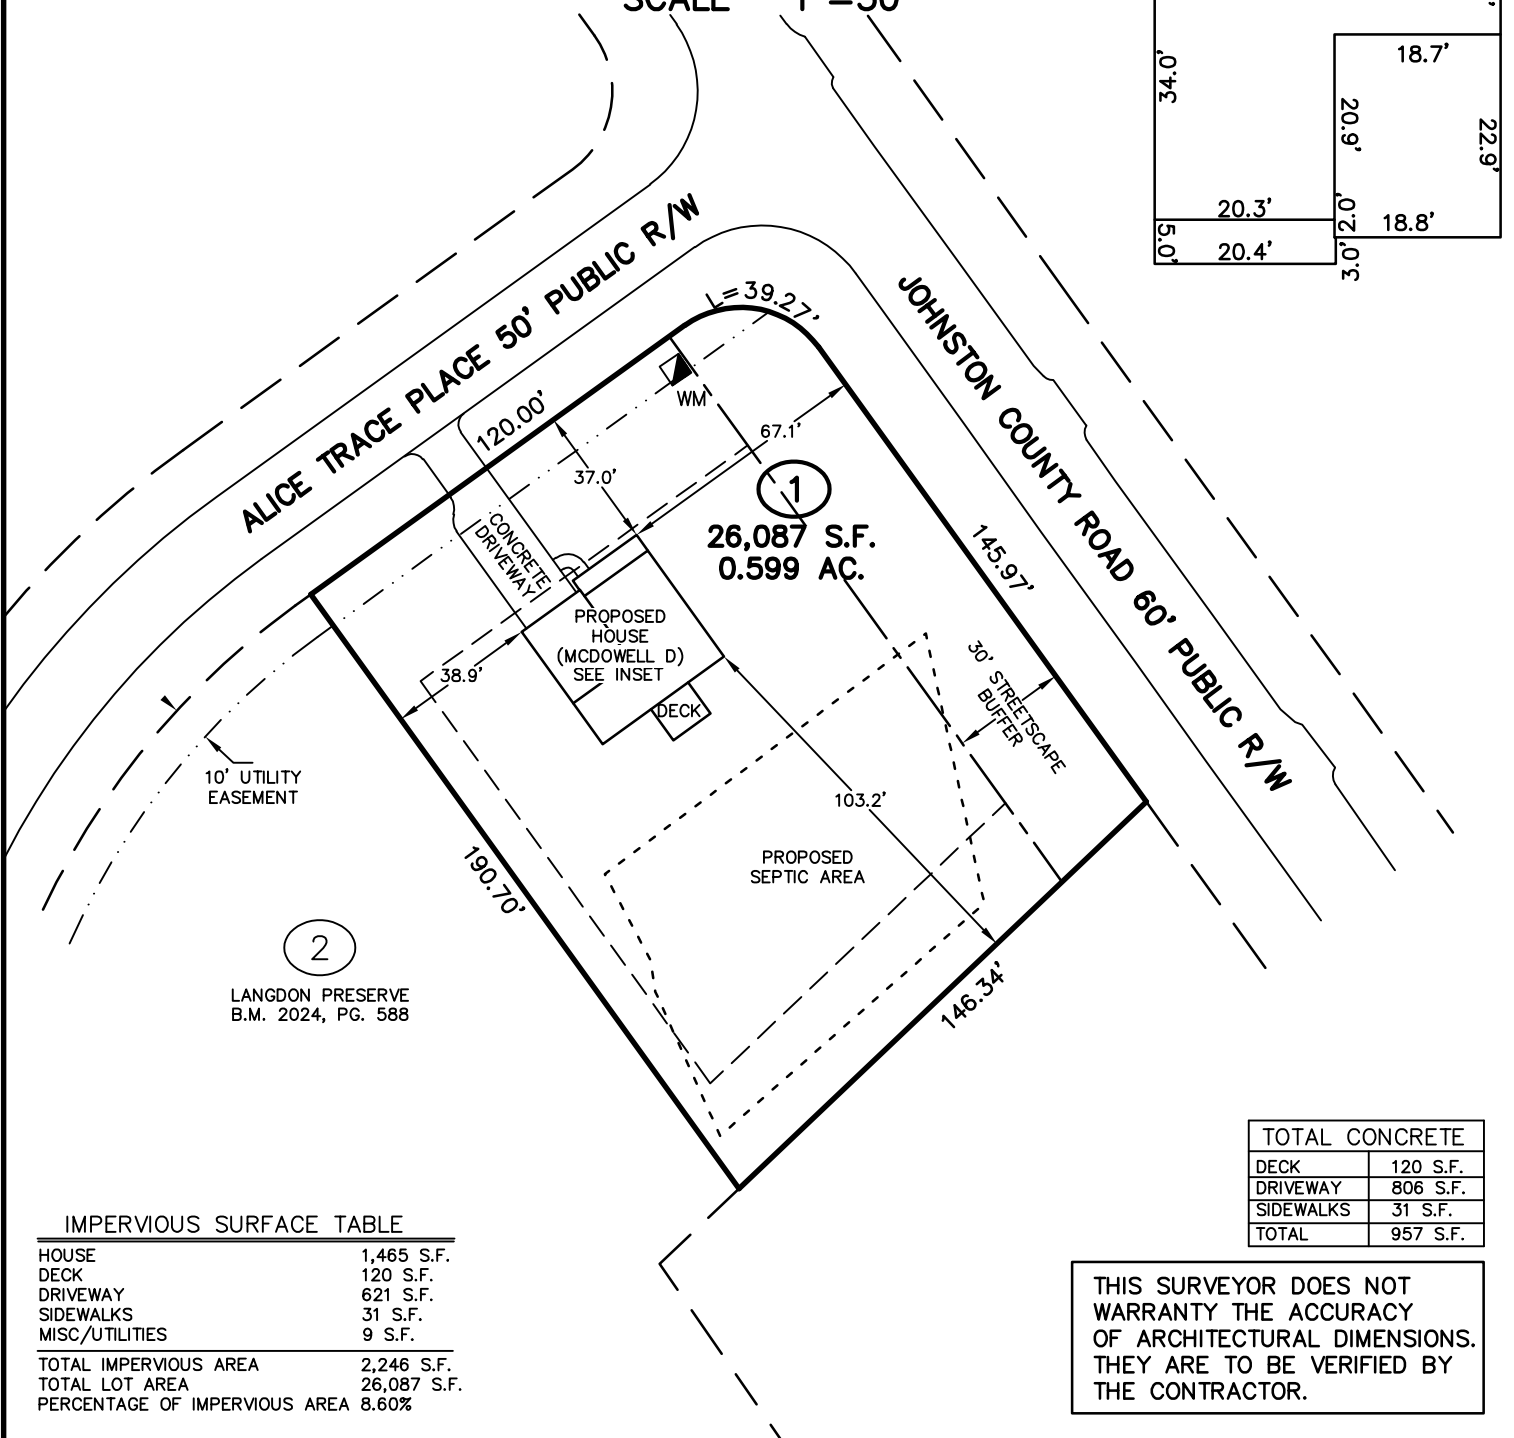 SCALE 1"=30'
34.0'
18.7'
20.9'
22.9'
20.3'
2.0'
18.8'
5.0'
20.4'
3.0'
ALICE TRACE PLACE 50' PUBLIC R/W
L=39.27'
JOHNSTON COUNTY ROAD 60' PUBLIC R/W
120.00'
WM
67.1'
37.0'
1
26,087 S.F.
0.599 AC.
145.97'
CONCRETE
DRIVEWAY
PROPOSED
HOUSE
(MCDOWELL D)
SEE INSET
38.9'
DECK
30' STREETSCAPE
BUFFER
10' UTILITY
EASEMENT
103.2'
PROPOSED
SEPTIC AREA
190.70'
146.34'
2
LANGDON PRESERVE
B.M. 2024, PG. 588
TOTAL CONCRETE
DECK 120 S.F.
DRIVEWAY 806 S.F.
SIDEWALKS 31 S.F.
TOTAL 957 S.F.
IMPERVIOUS SURFACE TABLE
HOUSE 1,465 S.F.
DECK 120 S.F.
DRIVEWAY 621 S.F.
SIDEWALKS 31 S.F.
MISC/UTILITIES 9 S.F.
TOTAL IMPERVIOUS AREA 2,246 S.F.
TOTAL LOT AREA 26,087 S.F.
PERCENTAGE OF IMPERVIOUS AREA 8.60%
THIS SURVEYOR DOES NOT
WARRANTY THE ACCURACY
OF ARCHITECTURAL DIMENSIONS.
THEY ARE TO BE VERIFIED BY
THE CONTRACTOR.